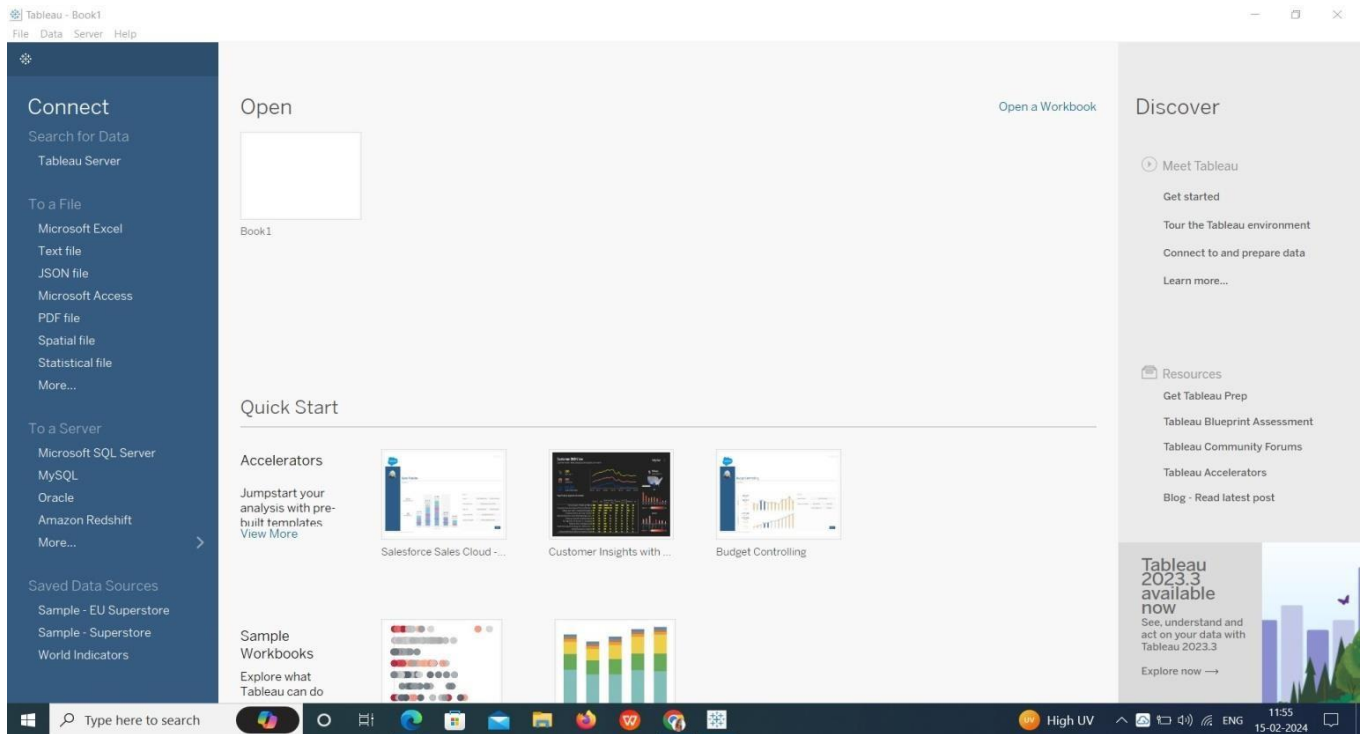 Tableau - Book1
File Data Server Help
Connect
Search for Data
Tableau Server
To a File
Microsoft Excel
Text file
JSON file
Microsoft Access
PDF file
Spatial file
Statistical file
More...
To a Server
Microsoft SQL Server
MySQL
Oracle
Amazon Redshift
More...
Saved Data Sources
Sample - EU Superstore
Sample - Superstore
World Indicators
Open
Open a Workbook
Book1
Quick Start
Accelerators
Jumpstart your
analysis with pre-
built templates
View More
Salesforce Sales Cloud -...
Customer Insights with ...
Budget Controlling
Sample
Workbooks
Explore what
Tableau can do
Discover
Meet Tableau
Get started
Tour the Tableau environment
Connect to and prepare data
Learn more...
Resources
Get Tableau Prep
Tableau Blueprint Assessment
Tableau Community Forums
Tableau Accelerators
Blog - Read latest post
Tableau
2023.3
available
now
See, understand and
act on your data with
Tableau 2023.3
Explore now →
Type here to search
UV High UV
ENG
11:55
15-02-2024